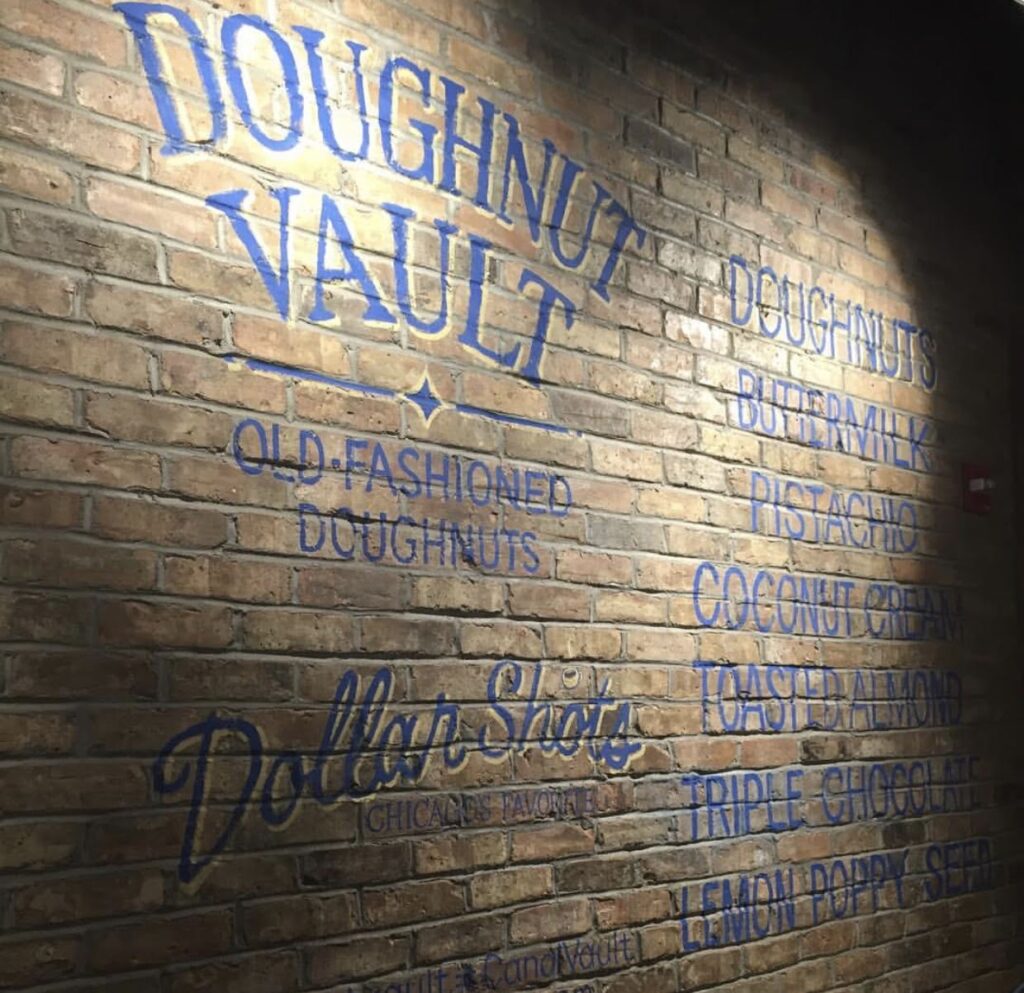 DOUGHNUT
VAULT
OLD-FASHIONED
DOUGHNUTS
Dollar Shots
CHICAGO'S FAVORITE
DOUGHNUTS
BUTTERMILK
PISTACHIO
COCONUT CREAM
TOASTED ALMOND
TRIPLE CHOCOLATE
LEMON POPPY SEED